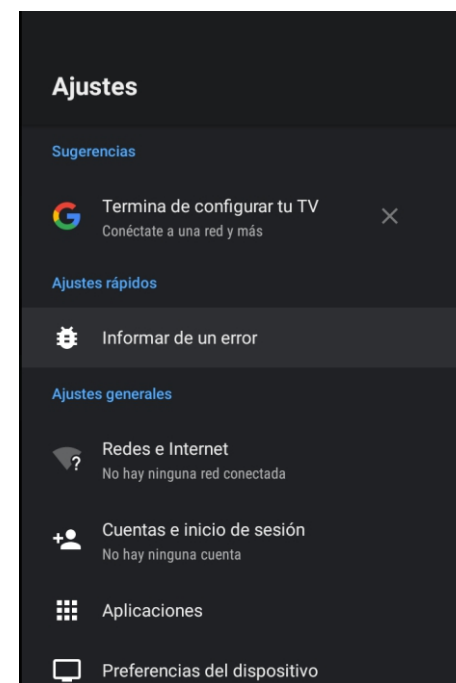 Ajustes
Sugerencias
Termina de configurar tu TV
Conéctate a una red y más
Ajustes rápidos
Informar de un error
Ajustes generales
Redes e Internet
No hay ninguna red conectada
Cuentas e inicio de sesión
No hay ninguna cuenta
Aplicaciones
Preferencias del dispositivo